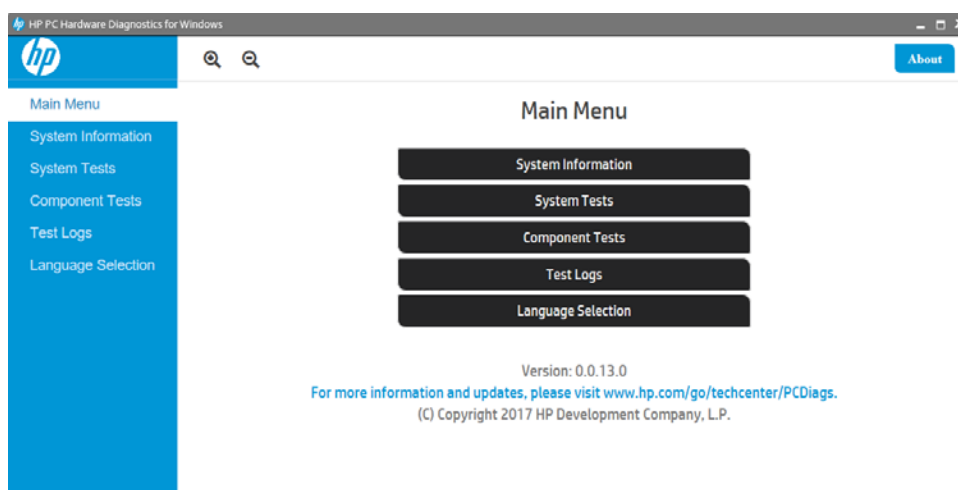 HP PC Hardware Diagnostics for Windows
hp
About
Main Menu
System Information
System Tests
Component Tests
Test Logs
Language Selection
Main Menu
System Information
System Tests
Component Tests
Test Logs
Language Selection
Version: 0.0.13.0
For more information and updates, please visit www.hp.com/go/techcenter/PCDiags.
(C) Copyright 2017 HP Development Company, L.P.